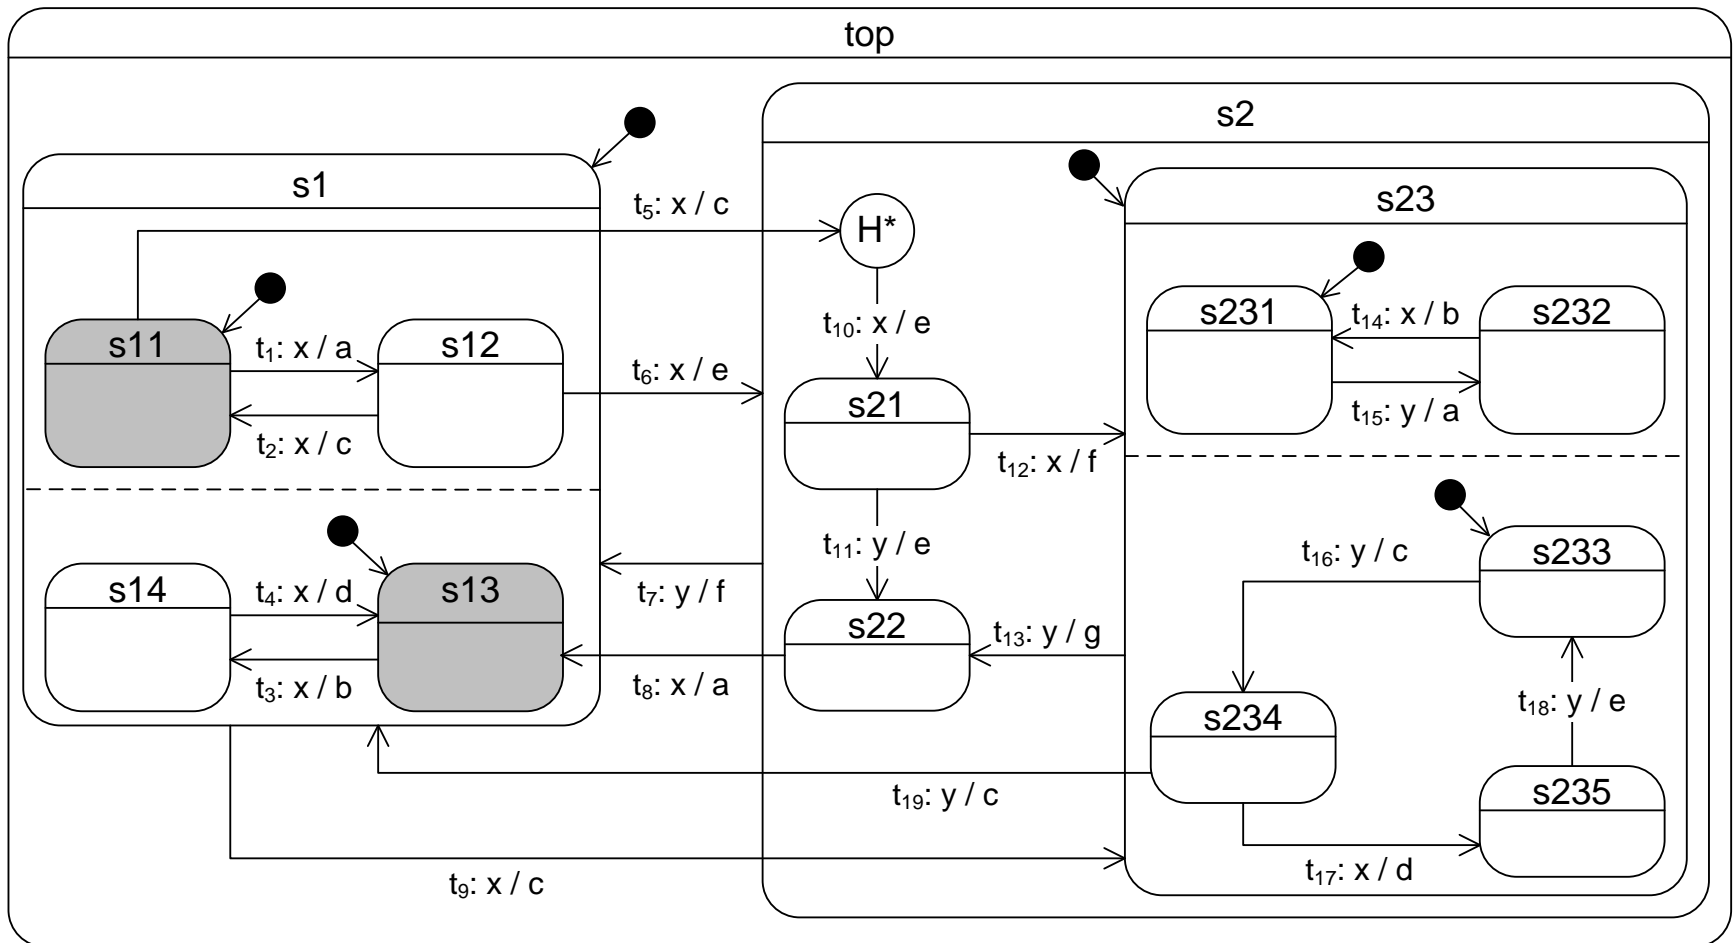 top
s2
s1
s23
t₅: x / c
H*
s11
t₁: x / a
s12
t₂: x / c
t₆: x / e
t₁₀: x / e
s21
t₁₂: x / f
s231
t₁₄: x / b
s232
t₁₅: y / a
s14
t₄: x / d
s13
t₃: x / b
t₇: y / f
t₁₁: y / e
s22
t₈: x / a
t₁₃: y / g
t₁₆: y / c
s233
s234
t₁₈: y / e
s235
t₁₉: y / c
t₁₇: x / d
t₉: x / c